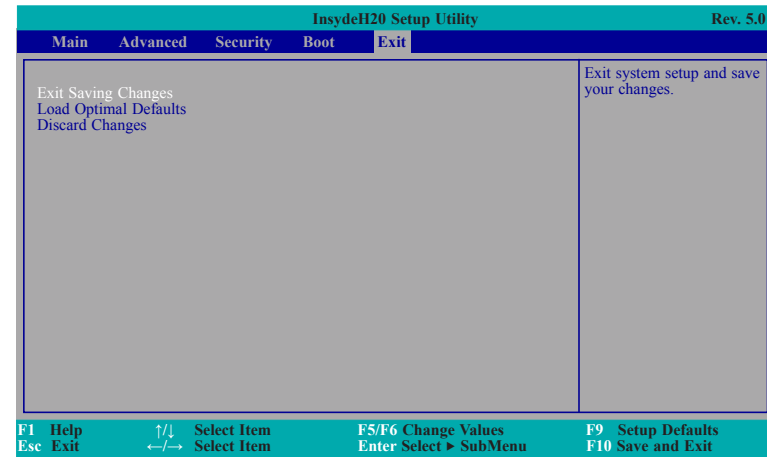 InsydeH20 Setup Utility Rev. 5.0
Main Advanced Security Boot Exit
Exit Saving Changes
Load Optimal Defaults
Discard Changes
Exit system setup and save
your changes.
F1 Help ↑/↓ Select Item F5/F6 Change Values F9 Setup Defaults
Esc Exit ←/→ Select Item Enter Select ► SubMenu F10 Save and Exit